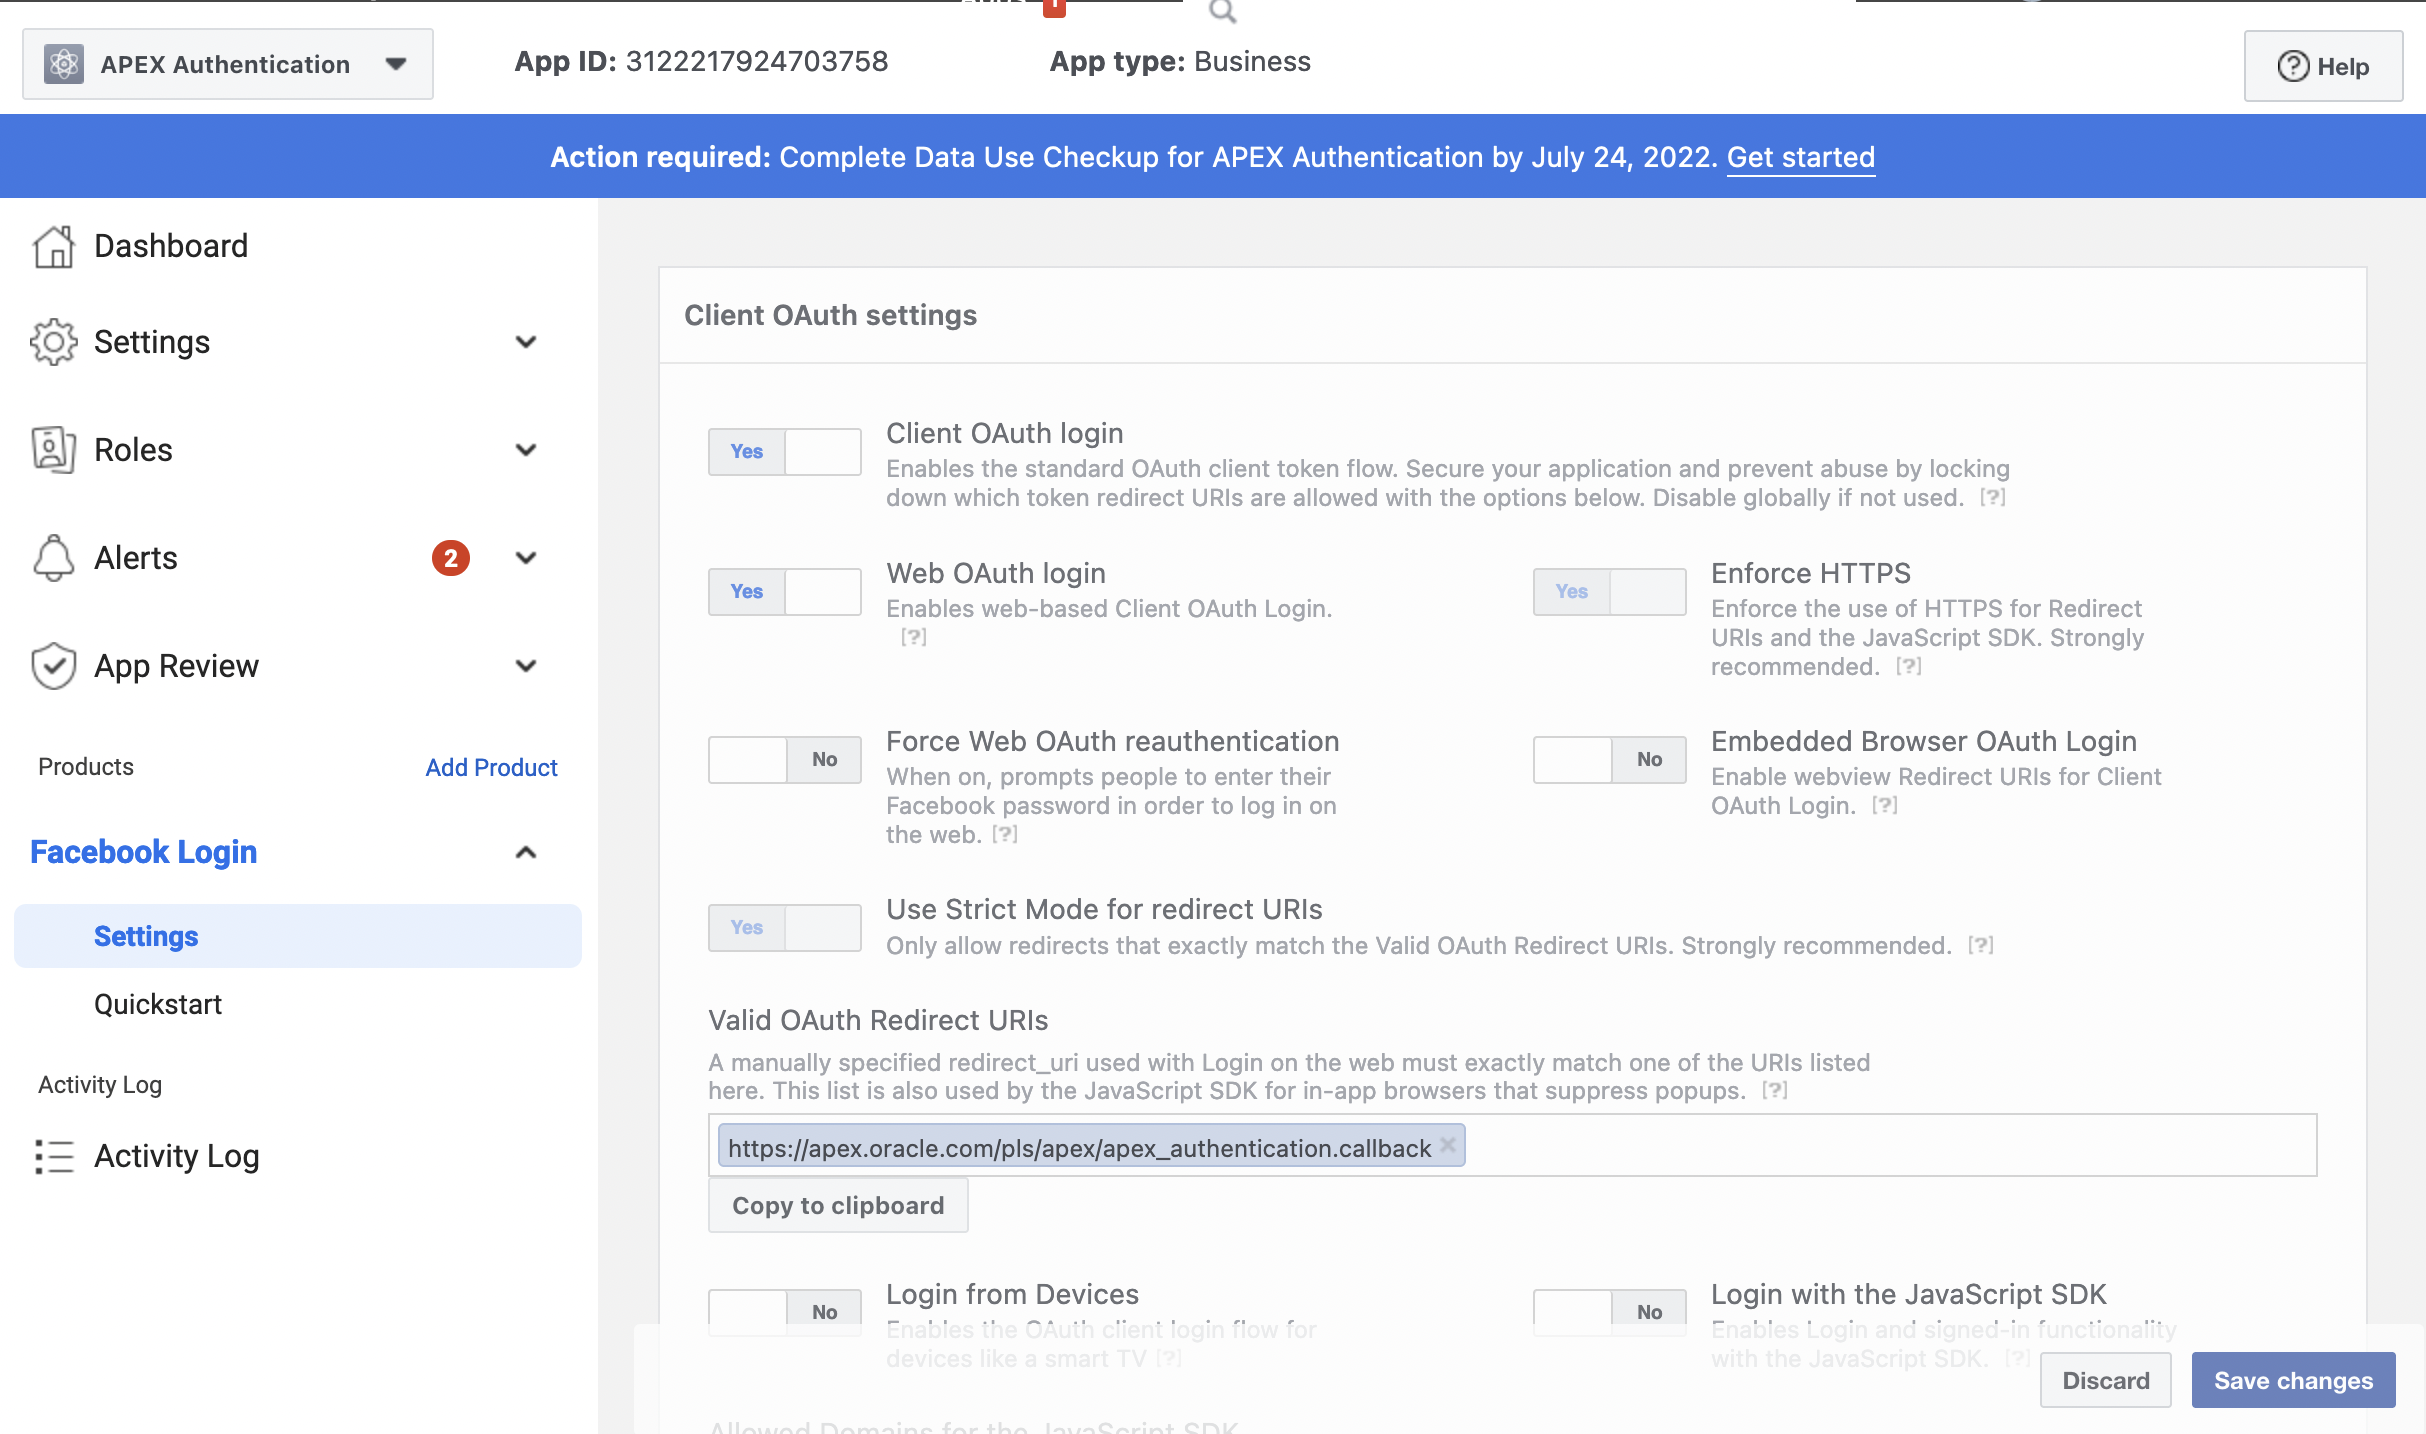 APEX Authentication
App ID: 3122217924703758
App type: Business
Help
Action required: Complete Data Use Checkup for APEX Authentication by July 24, 2022. Get started
Dashboard
Settings
Roles
Alerts
2
App Review
Products
Add Product
Facebook Login
Settings
Quickstart
Activity Log
Activity Log
Client OAuth settings
Yes
Client OAuth login
Enables the standard OAuth client token flow. Secure your application and prevent abuse by locking
down which token redirect URIs are allowed with the options below. Disable globally if not used. [?]
Yes
Web OAuth login
Enables web-based Client OAuth Login.
[?]
Yes
Enforce HTTPS
Enforce the use of HTTPS for Redirect
URIs and the JavaScript SDK. Strongly
recommended. [?]
No
Force Web OAuth reauthentication
When on, prompts people to enter their
Facebook password in order to log in on
the web. [?]
No
Embedded Browser OAuth Login
Enable webview Redirect URIs for Client
OAuth Login. [?]
Yes
Use Strict Mode for redirect URIs
Only allow redirects that exactly match the Valid OAuth Redirect URIs. Strongly recommended. [?]
Valid OAuth Redirect URIs
A manually specified redirect_uri used with Login on the web must exactly match one of the URIs listed
here. This list is also used by the JavaScript SDK for in-app browsers that suppress popups. [?]
https://apex.oracle.com/pls/apex/apex_authentication.callback
Copy to clipboard
No
Login from Devices
Enables the OAuth client login flow for
devices like a smart TV [?]
No
Login with the JavaScript SDK
Enables Login and signed-in functionality
with the JavaScript SDK. [?]
Discard
Save changes
Allowed Domains for the JavaScript SDK